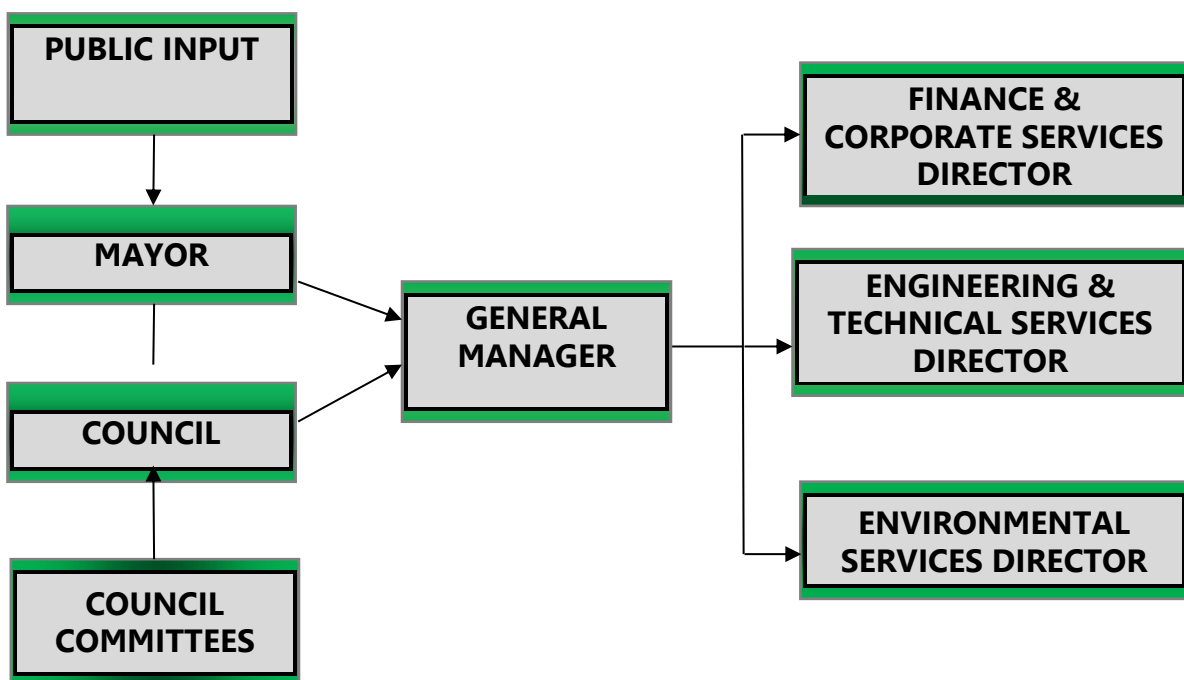 PUBLIC INPUT
MAYOR
COUNCIL
COUNCIL
COMMITTEES
GENERAL
MANAGER
FINANCE &
CORPORATE SERVICES
DIRECTOR
ENGINEERING &
TECHNICAL SERVICES
DIRECTOR
ENVIRONMENTAL
SERVICES DIRECTOR